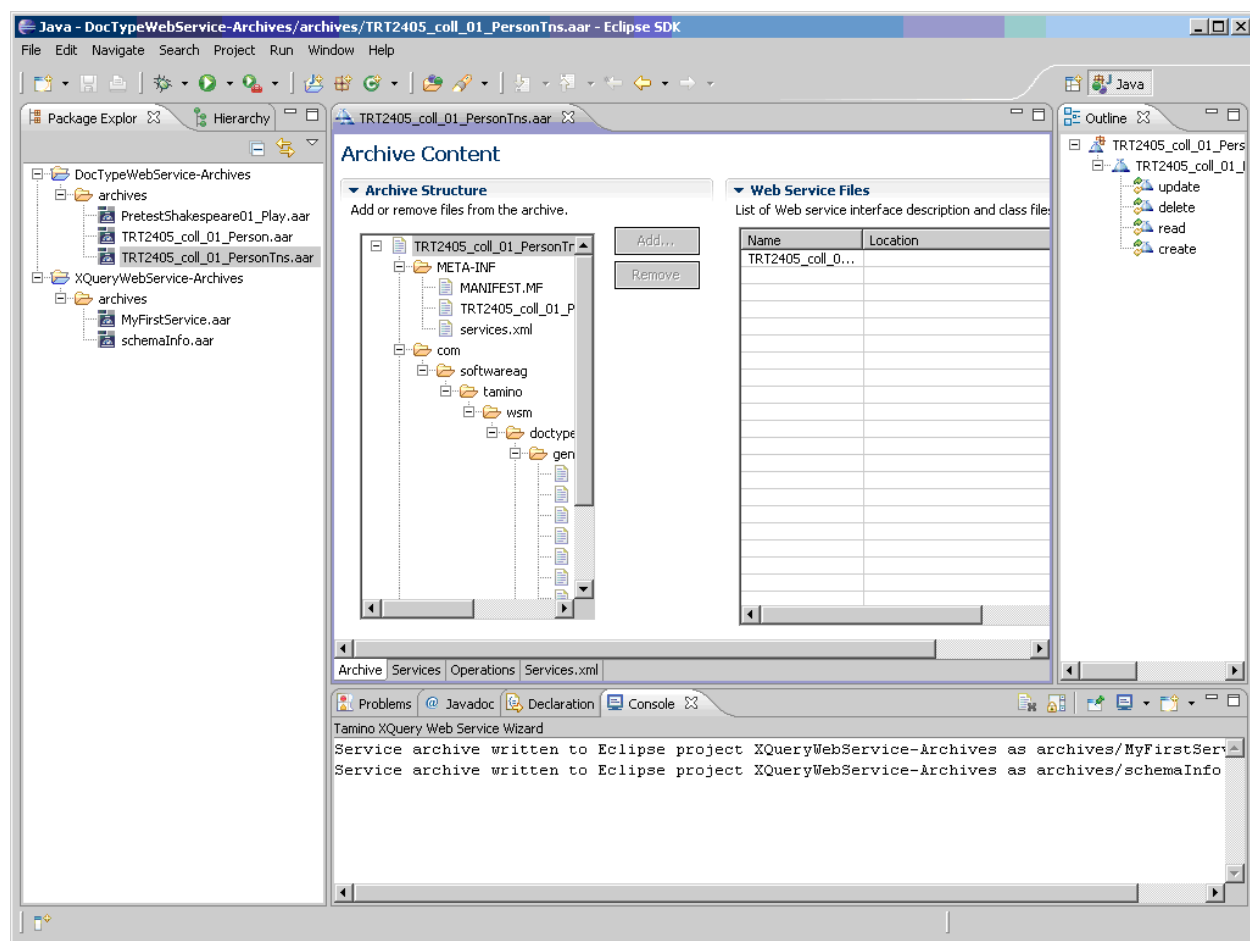 Java - DocTypeWebService-Archives/archives/TRT2405_coll_01_PersonTns.aar - Eclipse SDK
File Edit Navigate Search Project Run Window Help
Java
Package Explor
Hierarchy
DocTypeWebService-Archives
archives
PretestShakespeare01_Play.aar
TRT2405_coll_01_Person.aar
TRT2405_coll_01_PersonTns.aar
XQueryWebService-Archives
archives
MyFirstService.aar
schemaInfo.aar
TRT2405_coll_01_PersonTns.aar
Archive Content
Archive Structure
Add or remove files from the archive.
TRT2405_coll_01_PersonTr
META-INF
MANIFEST.MF
TRT2405_coll_01_P
services.xml
com
softwareag
tamino
wsm
doctype
gen
Add...
Remove
Web Service Files
List of Web service interface description and class file
Name Location
TRT2405_coll_0...
Archive Services Operations Services.xml
Outline
TRT2405_coll_01_Pers
TRT2405_coll_01_
update
delete
read
create
Problems @ Javadoc Declaration Console
Tamino XQuery Web Service Wizard
Service archive written to Eclipse project XQueryWebService-Archives as archives/MyFirstServ
Service archive written to Eclipse project XQueryWebService-Archives as archives/schemaInfo